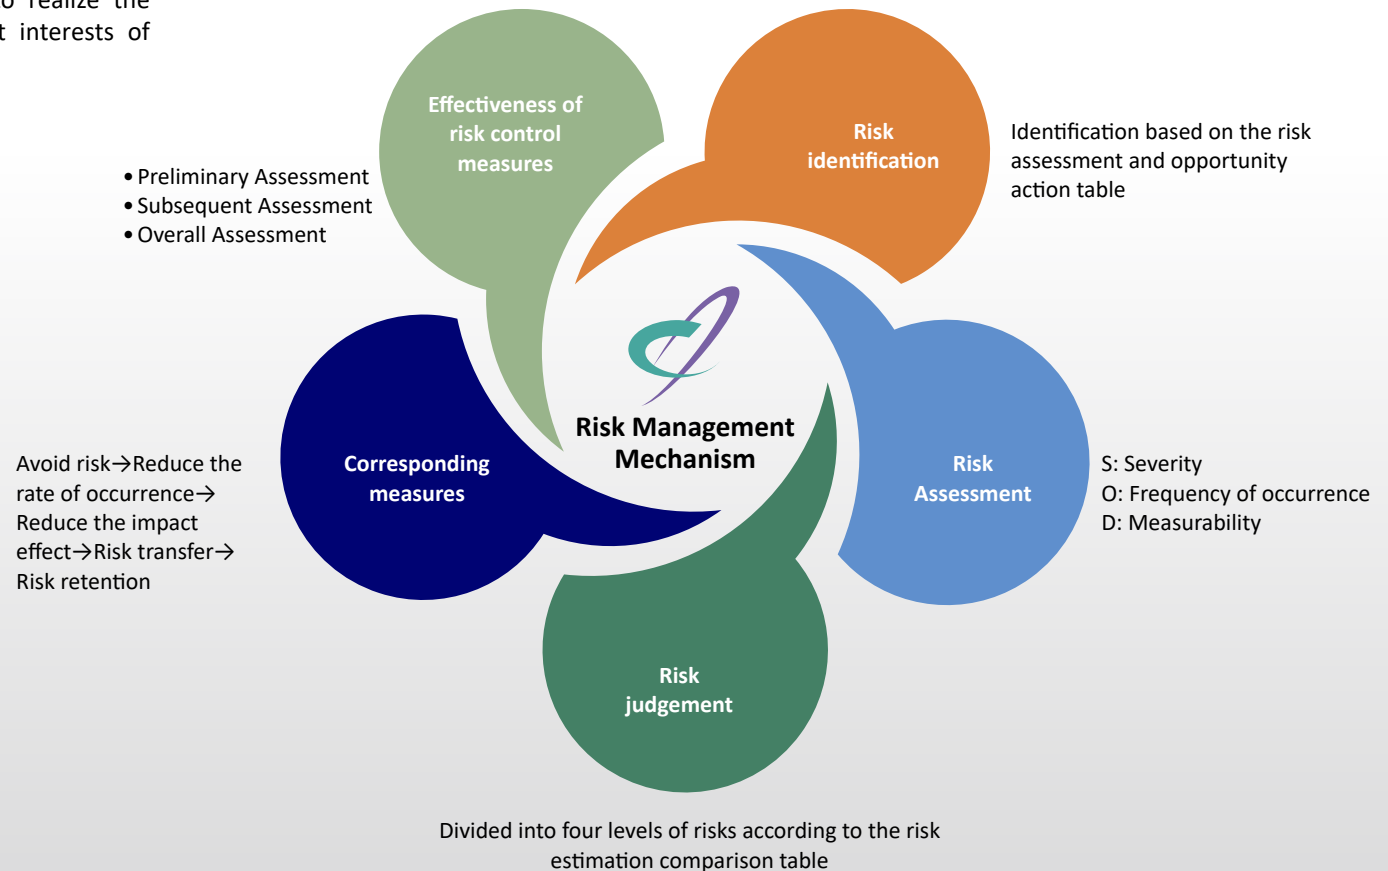 to realize the
t interests of
Effectiveness of
risk control
measures
• Preliminary Assessment
• Subsequent Assessment
• Overall Assessment
Risk
identification
Identification based on the risk
assessment and opportunity
action table
Risk Management
Mechanism
Risk
Assessment
S: Severity
O: Frequency of occurrence
D: Measurability
Risk
judgement
Divided into four levels of risks according to the risk
estimation comparison table
Corresponding
measures
Avoid risk→Reduce the
rate of occurrence→
Reduce the impact
effect→Risk transfer→
Risk retention